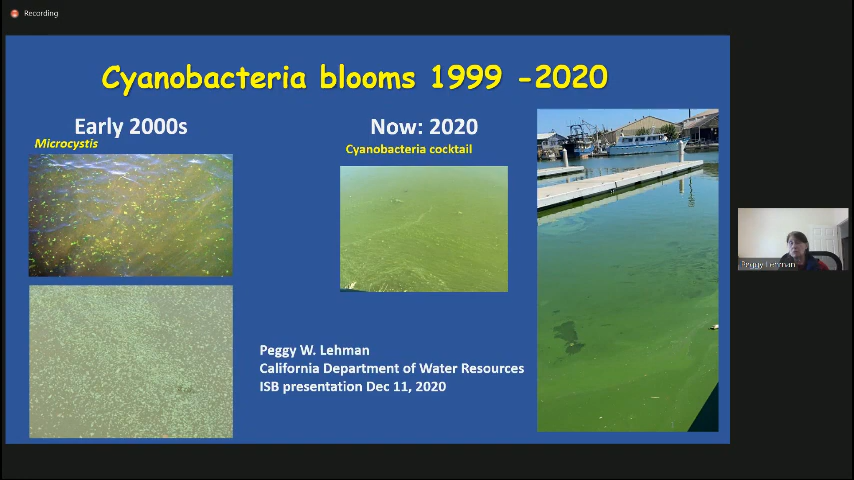 Recording
Cyanobacteria blooms 1999 -2020
Early 2000s
Microcystis
Now: 2020
Cyanobacteria cocktail
Peggy W. Lehman
California Department of Water Resources
ISB presentation Dec 11, 2020
Peggy Lehman